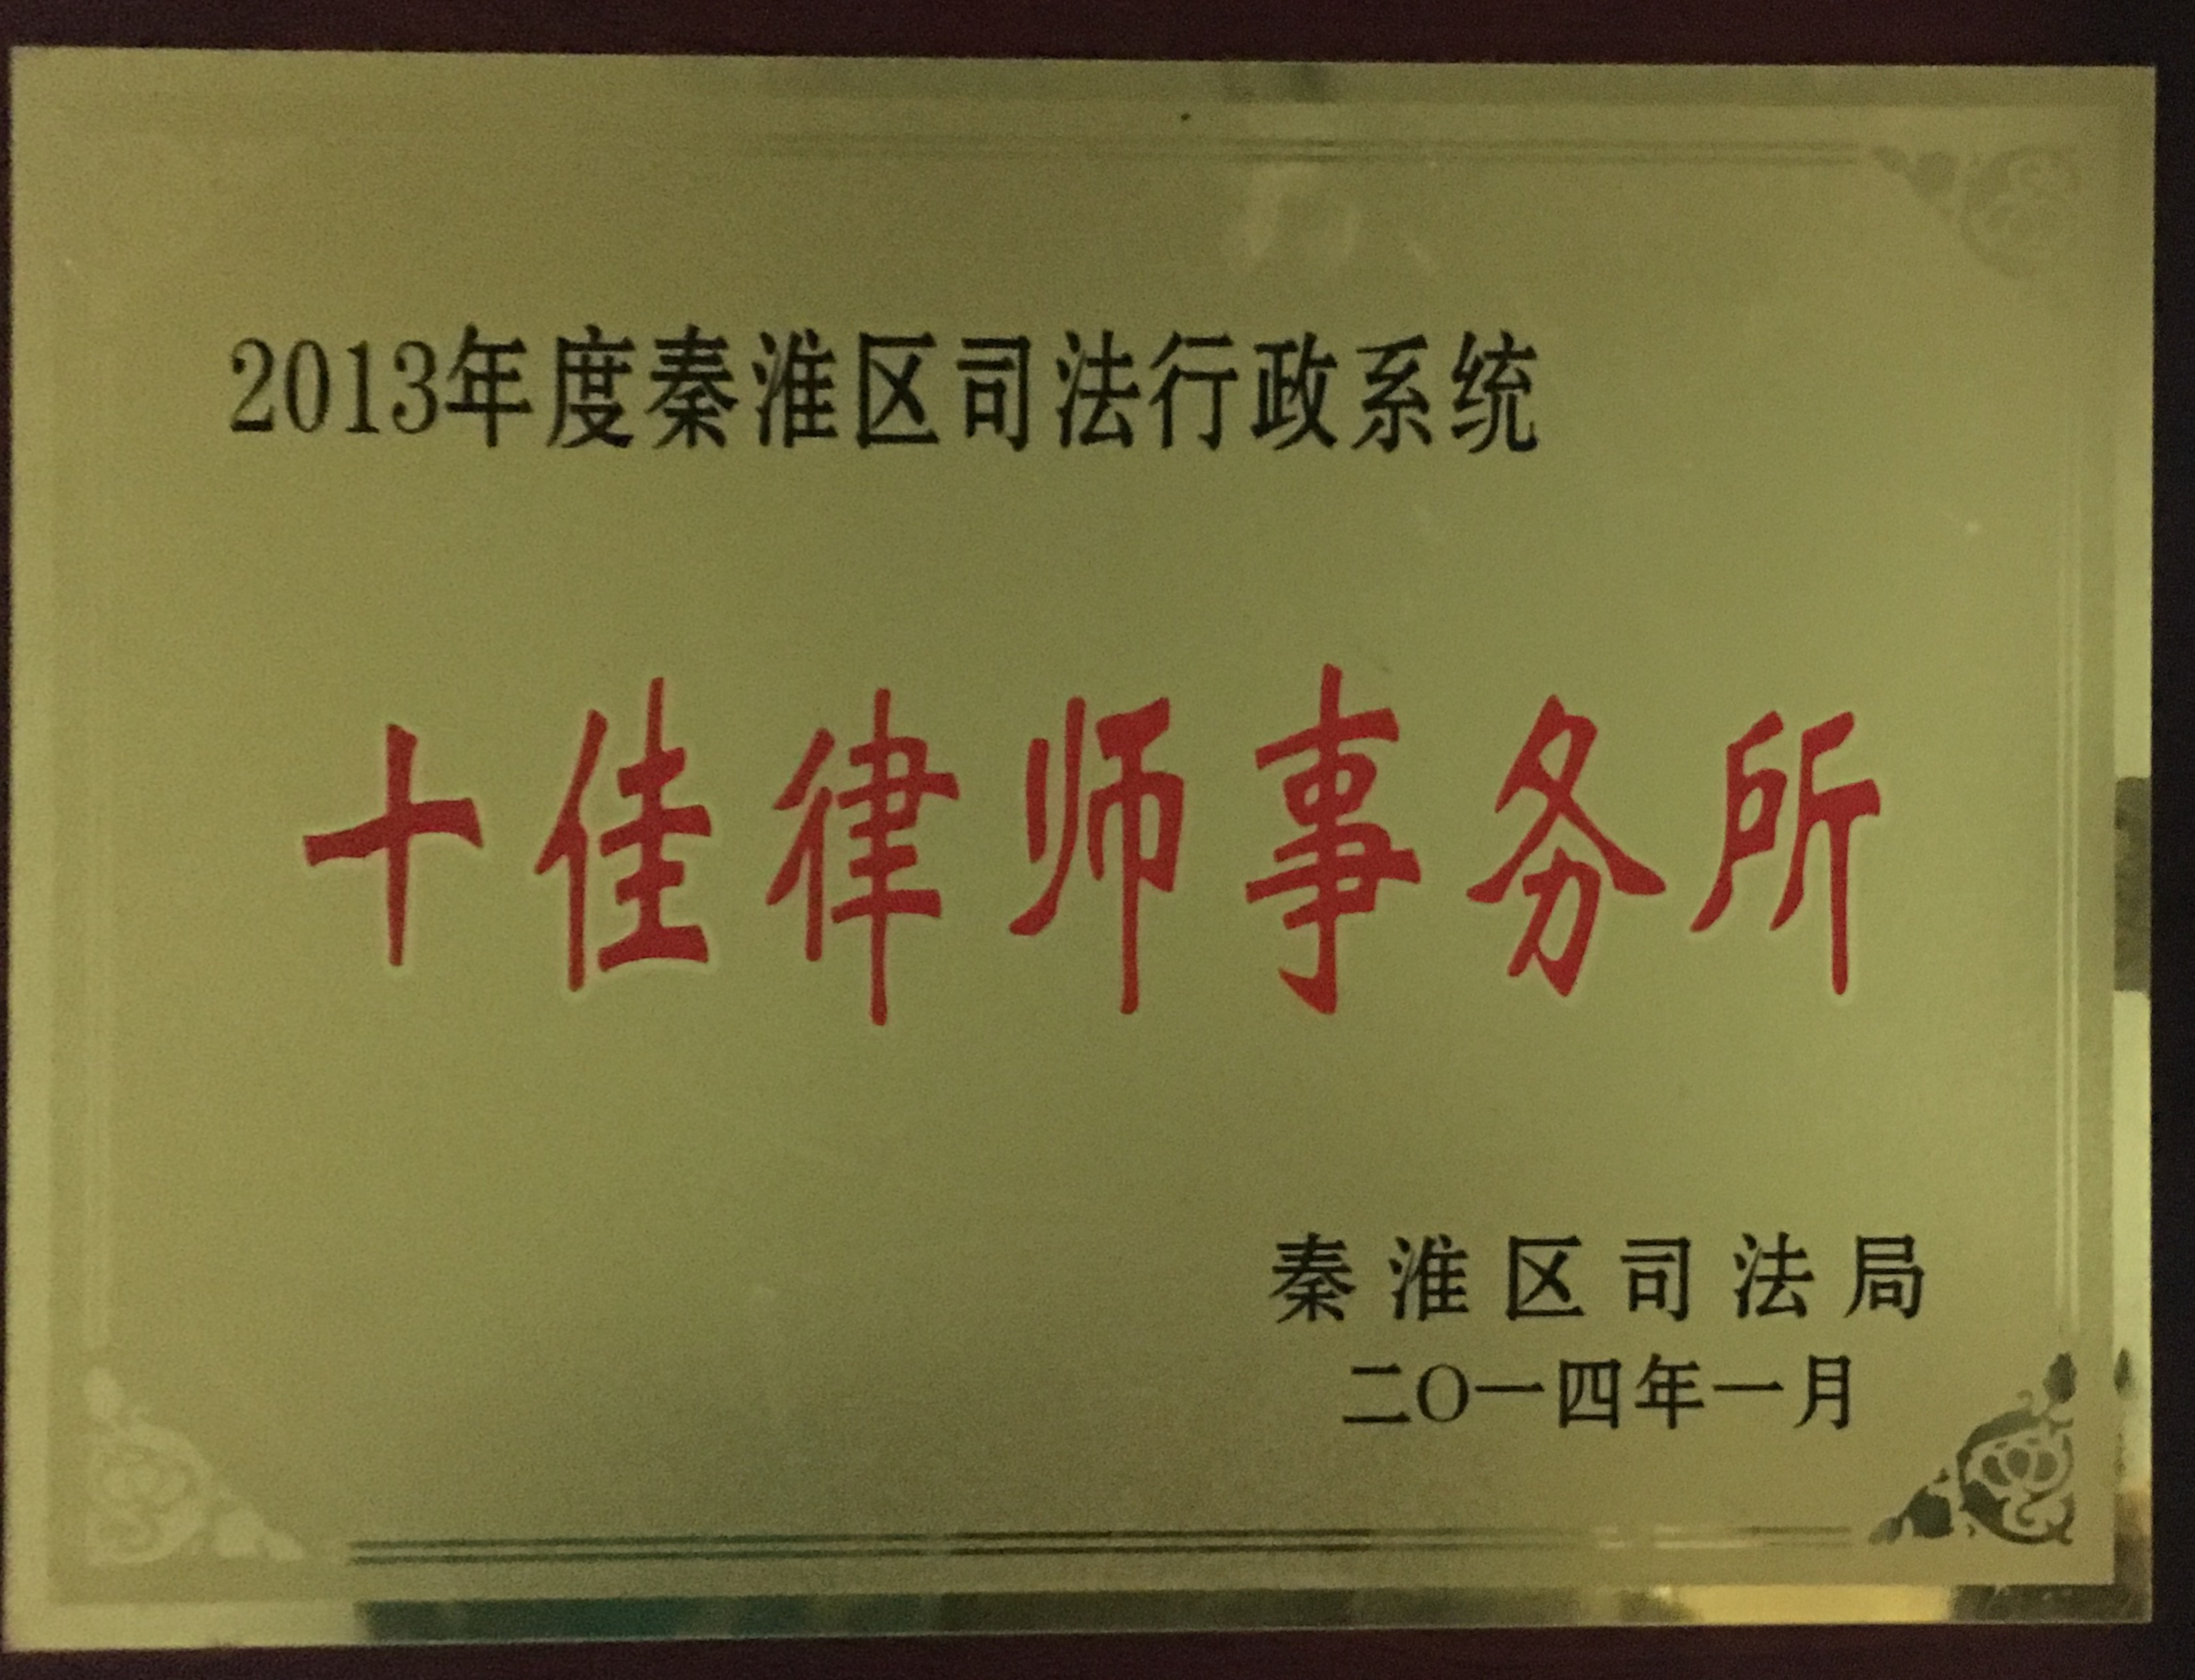 2013年度秦淮区司法行政系统
十佳律师事务所
秦淮区司法局
二〇一四年一月